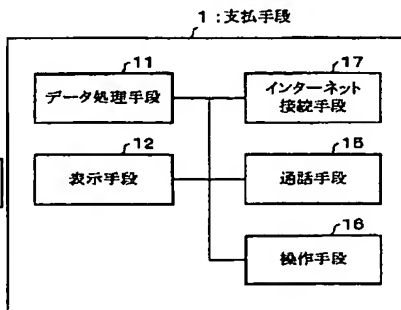 1：支払手段
11
データ処理手段
17
インターネット
接続手段
12
表示手段
15
通話手段
16
操作手段